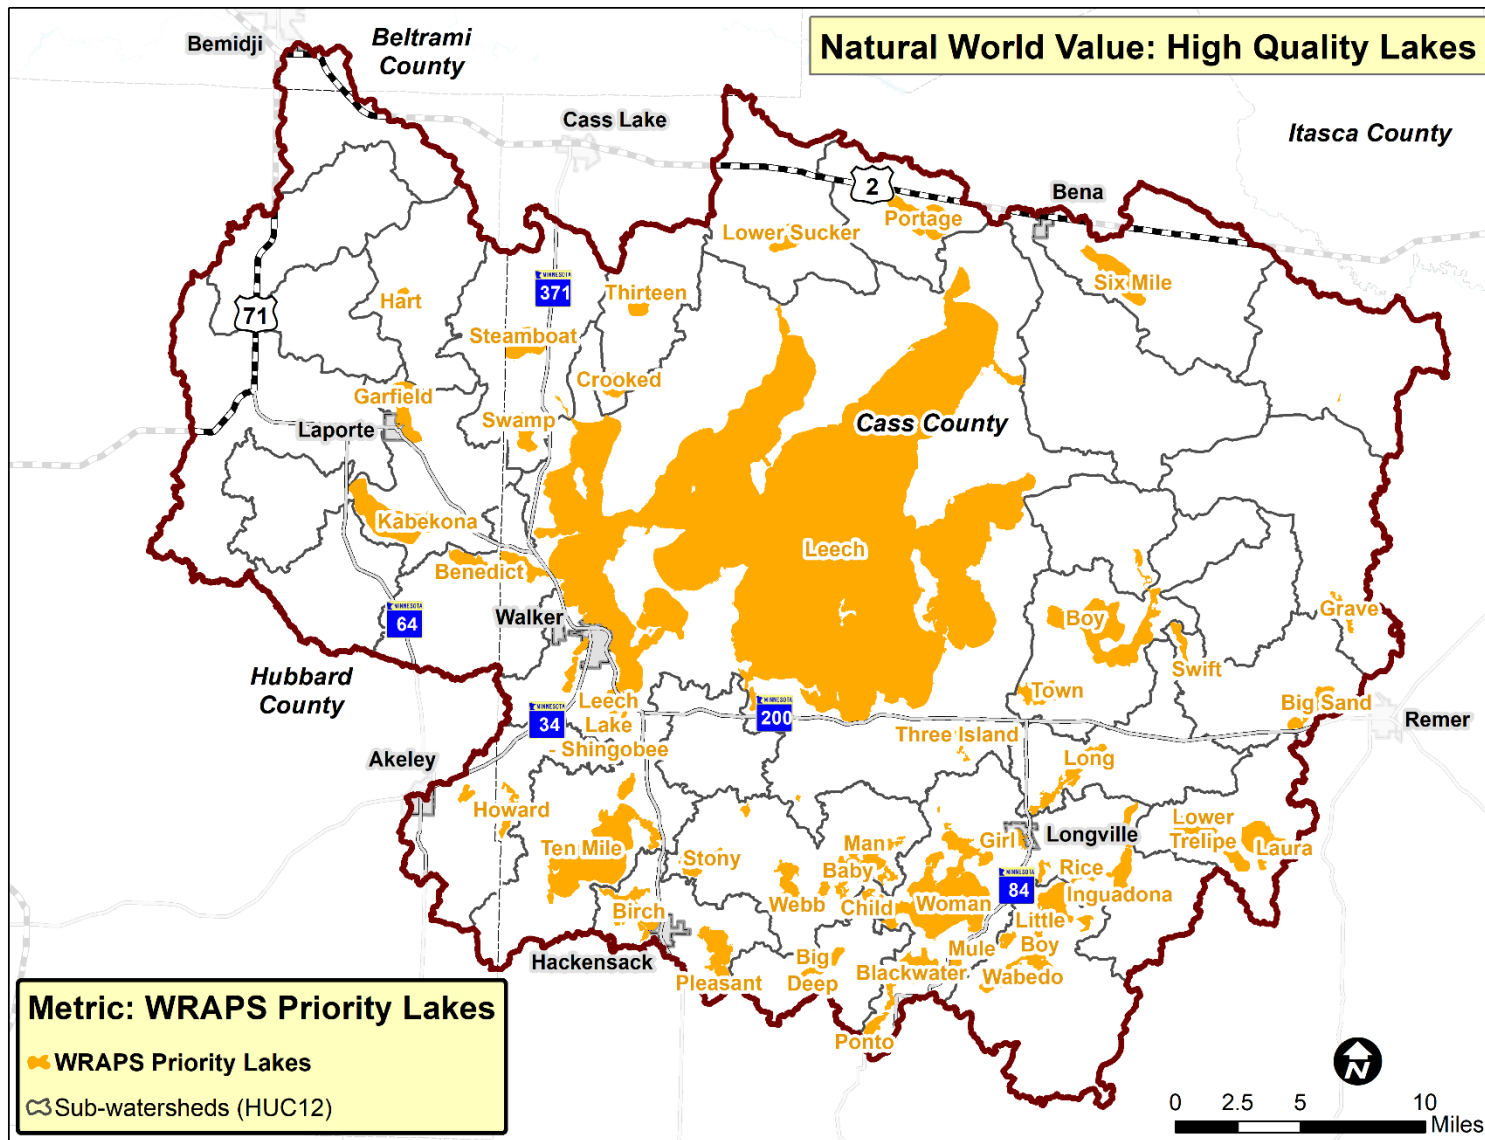 Natural World Value: High Quality Lakes
Bemidji
Beltrami
County
Cass Lake
Itasca County
2
Bena
Portage
Lower Sucker
Six Mile
MINNESOTA
371
Thirteen
Hart
71
Steamboat
Crooked
Garfield
Swamp
Laporte
Cass County
Kabekona
Leech
Benedict
MINNESOTA
64
Walker
Boy
Grave
Swift
Hubbard
County
Town
Big Sand
Leech
Lake
MINNESOTA
34
MINNESOTA
200
Remer
Three Island
Shingobee
Akeley
Long
Howard
Ten Mile
Stony
Man
Baby
Girl
Longville
Lower
Trelipe
Laura
Rice
MINNESOTA
84
Inguadona
Webb
Child
Woman
Birch
Little
Boy
Mule
Hackensack
Pleasant
Big
Deep
Blackwater
Wabedo
Ponto
Metric: WRAPS Priority Lakes
WRAPS Priority Lakes
Sub-watersheds (HUC12)
N
0 2.5 5 10
Miles